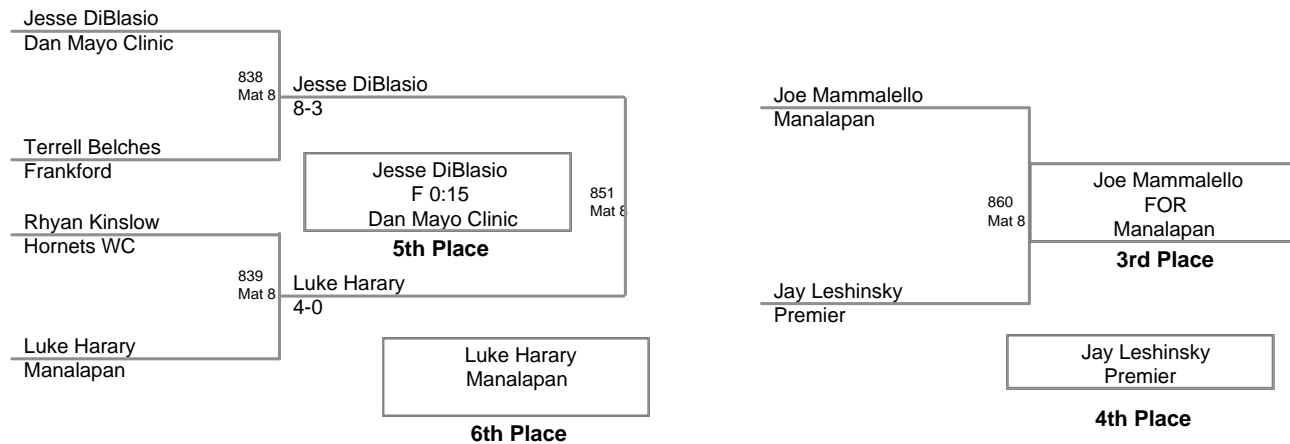 Jesse DiBlasio
Dan Mayo Clinic
838
Mat 8
Jesse DiBlasio
8-3
Terrell Belches
Frankford
Jesse DiBlasio
F 0:15
Dan Mayo Clinic
5th Place
851
Mat 8
Rhyan Kinslow
Hornets WC
839
Mat 8
Luke Harary
4-0
Luke Harary
Manalapan
Luke Harary
Manalapan
6th Place
Joe Mammalello
Manalapan
860
Mat 8
Joe Mammalello
FOR
Manalapan
3rd Place
Jay Leshinsky
Premier
Jay Leshinsky
Premier
4th Place